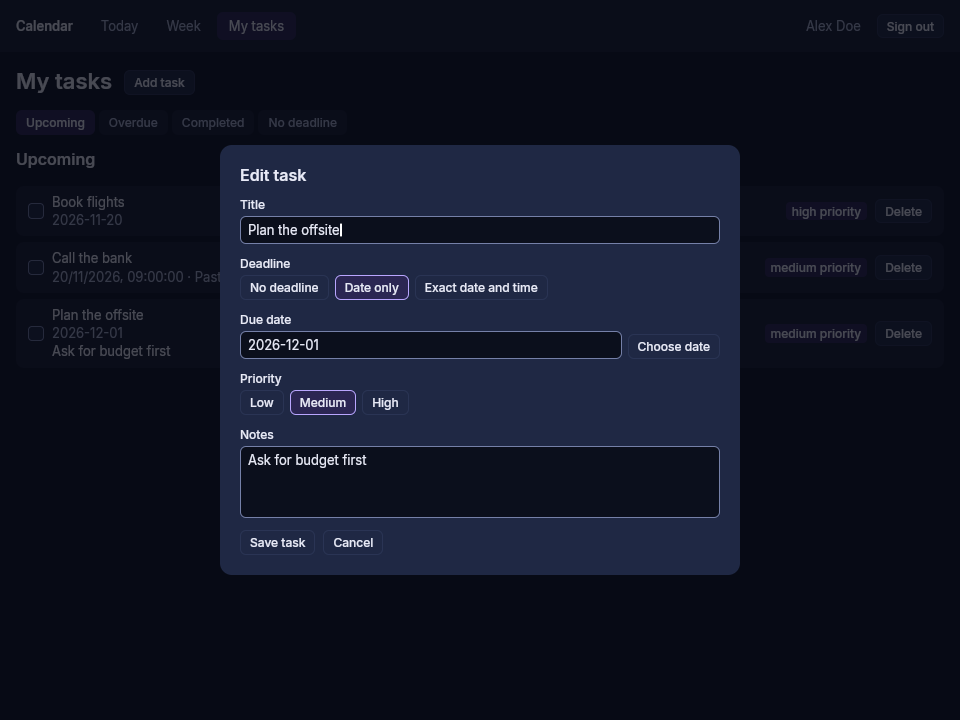 Calendar Today Week My tasks Alex Doe Sign out
My tasks Add task
Upcoming Overdue Completed No deadline
Upcoming
Book flights
2026-11-20
high priority Delete
Call the bank
20/11/2026, 09:00:00 · Past
medium priority Delete
Plan the offsite
2026-12-01
Ask for budget first
medium priority Delete
Edit task
Title
Plan the offsite
Deadline
No deadline Date only Exact date and time
Due date
2026-12-01 Choose date
Priority
Low Medium High
Notes
Ask for budget first
Save task Cancel